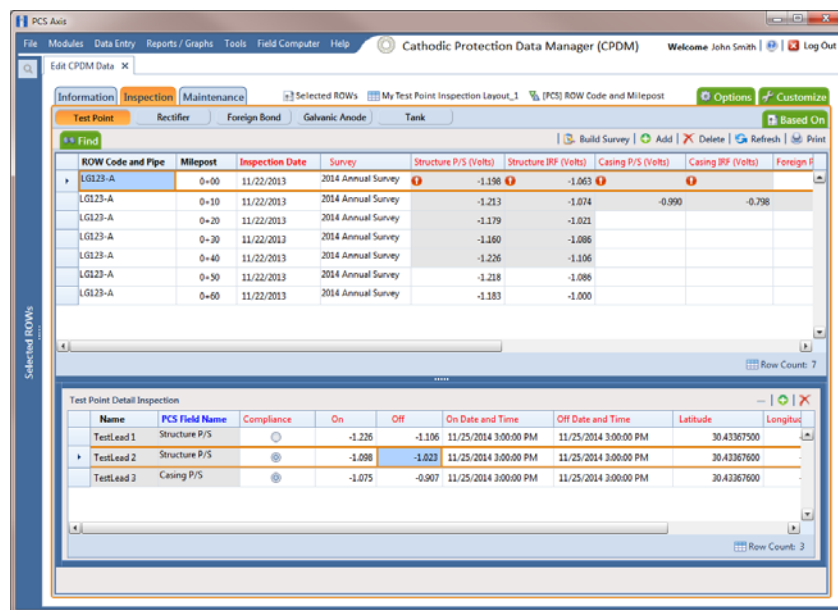 PCS Axis
File Modules Data Entry Reports / Graphs Tools Field Computer Help Cathodic Protection Data Manager (CPDM) Welcome John Smith | | Log Out
Edit CPDM Data X
Information Inspection Maintenance Selected ROWs My Test Point Inspection Layout_1 [PCS] ROW Code and Milepost Options Customize
Test Point Rectifier Foreign Bond Galvanic Anode Tank Based On
Find | Build Survey | Add | Delete | Refresh | Print
ROW Code and Pipe Milepost Inspection Date Survey Structure P/S (Volts) Structure IRF (Volts) Casing P/S (Volts) Casing IRF (Volts) Foreign P
LG123-A 0+00 11/22/2013 2014 Annual Survey -1.198 -1.063
LG123-A 0+10 11/22/2013 2014 Annual Survey -1.213 -1.074 -0.990 -0.798
LG123-A 0+20 11/22/2013 2014 Annual Survey -1.179 -1.021
LG123-A 0+30 11/22/2013 2014 Annual Survey -1.160 -1.086
LG123-A 0+40 11/22/2013 2014 Annual Survey -1.226 -1.106
LG123-A 0+50 11/22/2013 2014 Annual Survey -1.218 -1.086
LG123-A 0+60 11/22/2013 2014 Annual Survey -1.183 -1.000
Selected ROWs
Row Count: 7
Test Point Detail Inspection
Name PCS Field Name Compliance On Off On Date and Time Off Date and Time Latitude Longitud
TestLead 1 Structure P/S -1.226 -1.106 11/25/2014 3:00:00 PM 11/25/2014 3:00:00 PM 30.43367500
TestLead 2 Structure P/S -1.098 -1.023 11/25/2014 3:00:00 PM 11/25/2014 3:00:00 PM 30.43367600
TestLead 3 Casing P/S -1.075 -0.907 11/25/2014 3:00:00 PM 11/25/2014 3:00:00 PM 30.43367600
Row Count: 3